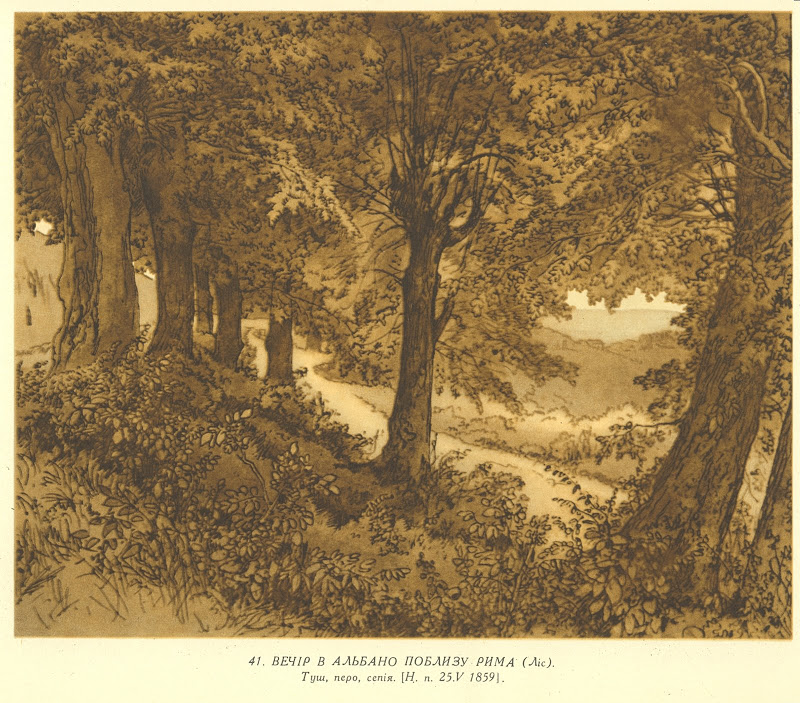 41. ВЕЧІР В АЛЬБАНО ПОБЛИЗУ РИМА (Ліс).
Туш, перо, сепія. [Н. п. 25.V 1859].